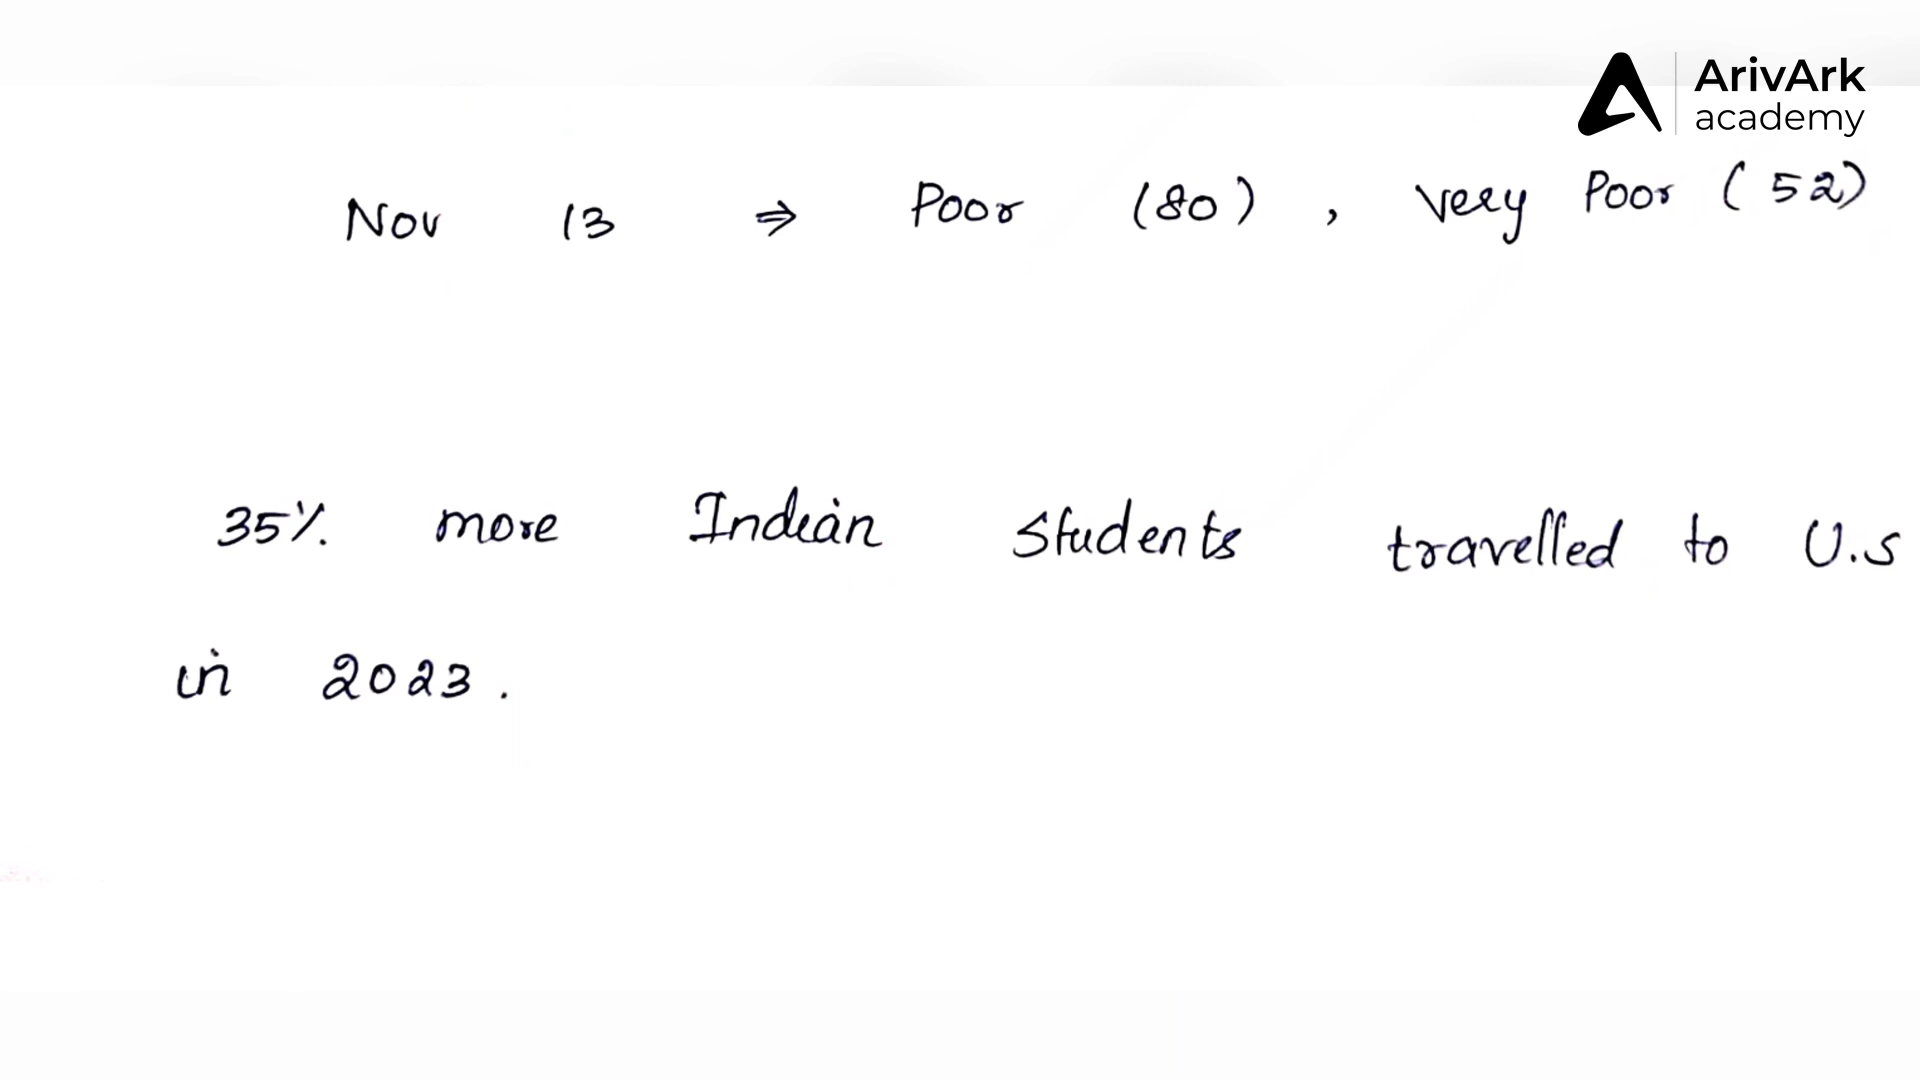 ArivArk
academy
Nov 13 ⇒ Poor (80), Very Poor (52)
35% more Indian Students travelled to U.S
in 2023.